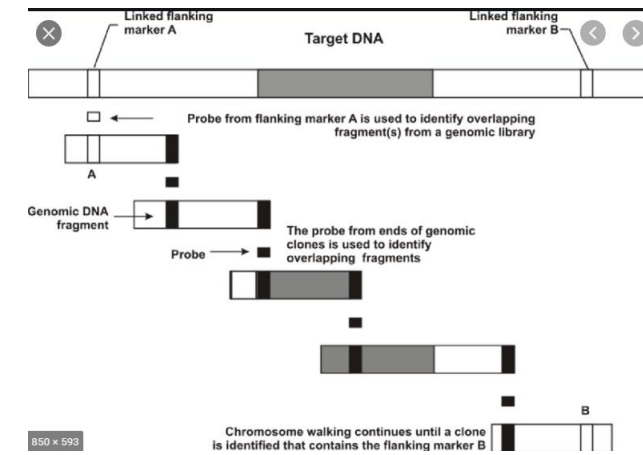 Linked flanking
marker A
Linked flanking
marker B
Target DNA
Probe from flanking marker A is used to identify overlapping
fragment(s) from a genomic library
A
Genomic DNA
fragment
The probe from ends of genomic
clones is used to identify
overlapping fragments
Probe
B
Chromosome walking continues until a clone
is identified that contains the flanking marker B
850 × 593